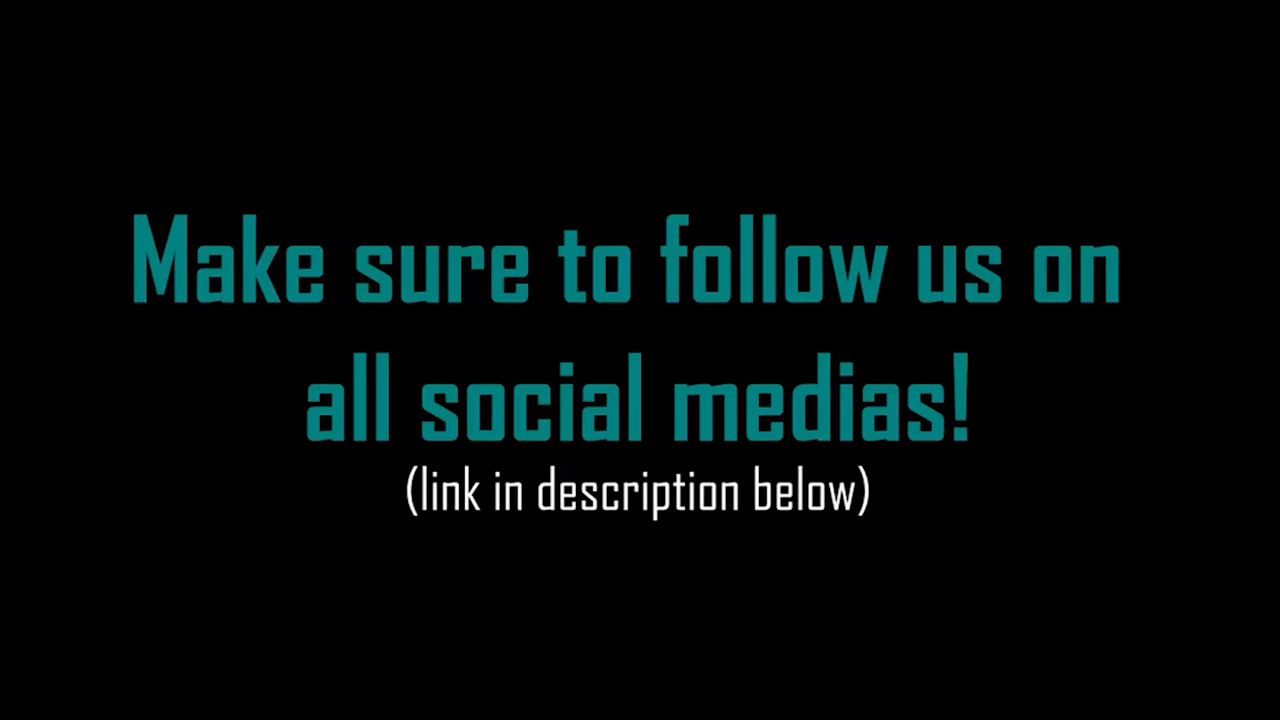 Make sure to follow us on
all social medias!
(link in description below)